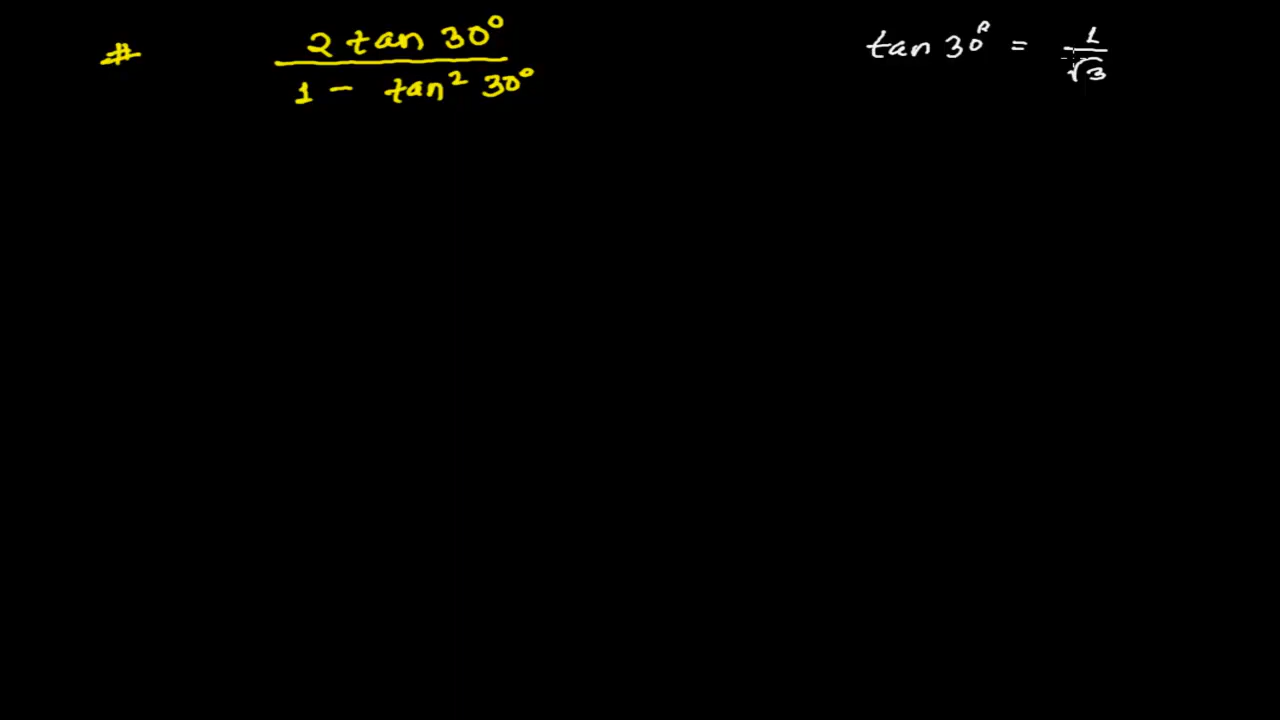 # 2 tan 30° / 1 - tan² 30°
tan 30° = 1/√3